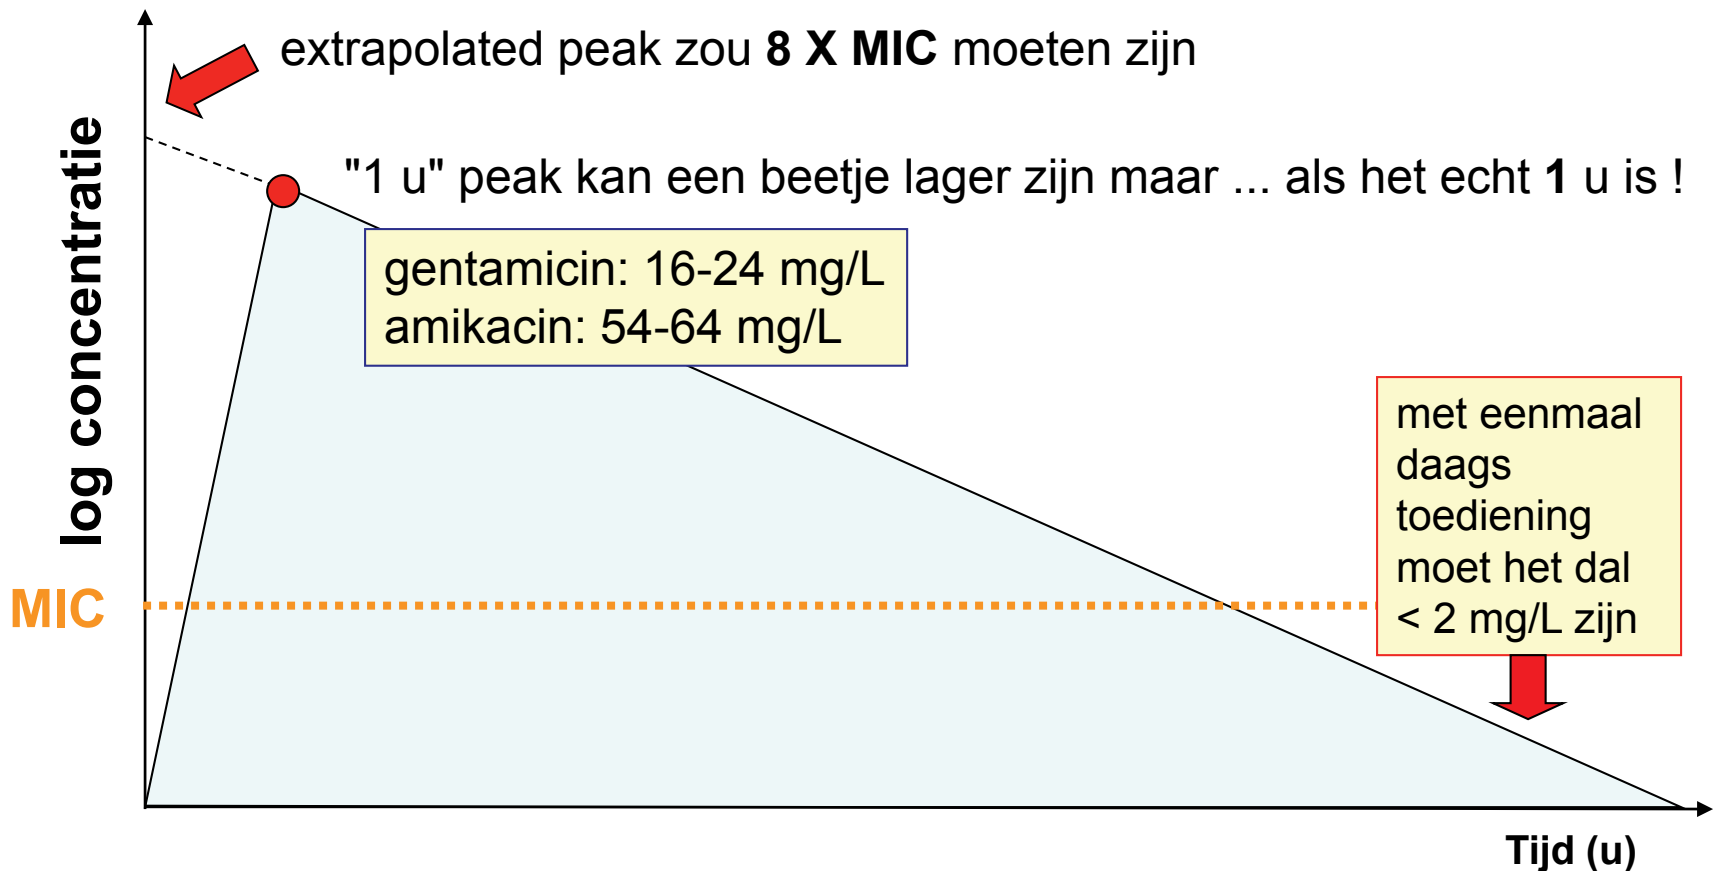 extrapolated peak zou 8 X MIC moeten zijn
"1 u" peak kan een beetje lager zijn maar ... als het echt 1 u is !
gentamicin: 16-24 mg/L
amikacin: 54-64 mg/L
log concentratie
met eenmaal
daags
toediening
moet het dal
< 2 mg/L zijn
MIC
Tijd (u)